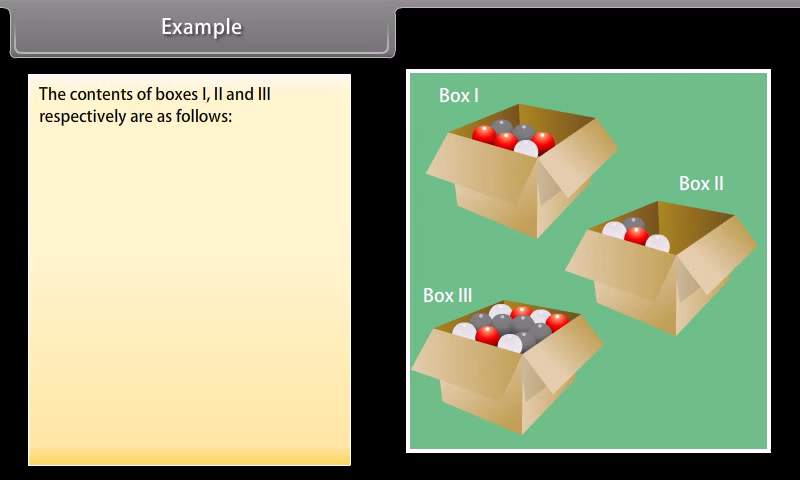 Example
The contents of boxes I, II and III
respectively are as follows:
Box I
Box II
Box III